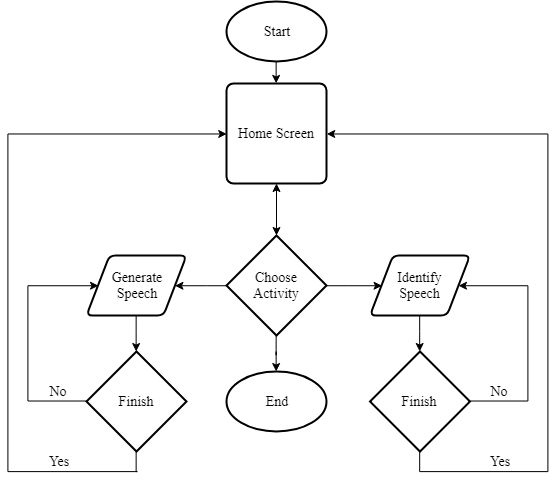 Start
Home Screen
Generate
Speech
Choose
Activity
Identify
Speech
No
Finish
End
Finish
No
Yes
Yes